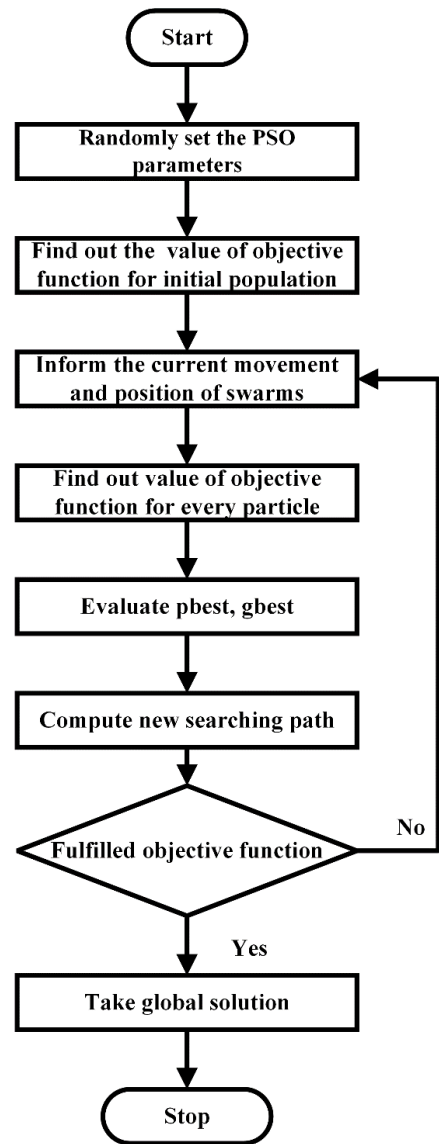 Start
Randomly set the PSO
parameters
Find out the value of objective
function for initial population
Inform the current movement
and position of swarms
Find out value of objective
function for every particle
Evaluate pbest, gbest
Compute new searching path
Fulfilled objective function
No
Yes
Take global solution
Stop